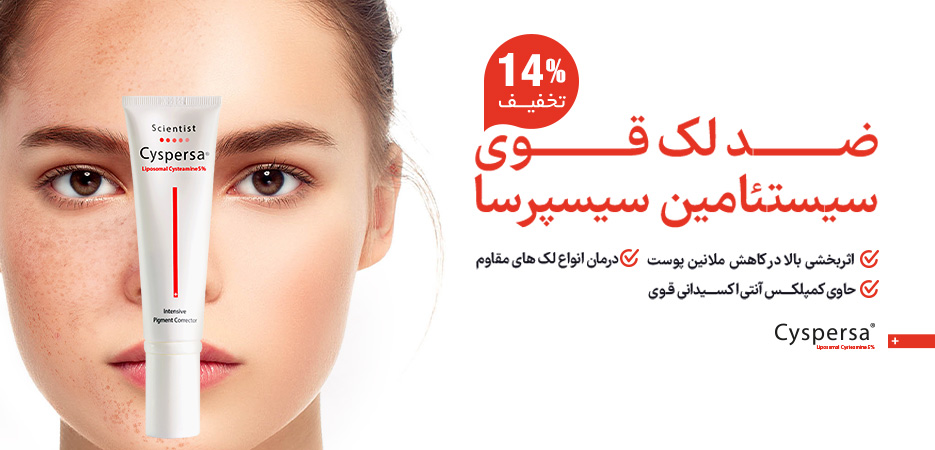 14%
تخفیف
ضد لک قوی
سیستئامین سیسپرسا
اثربخشی بالا در کاهش ملانین پوست
درمان انواع لک های مقاوم
حاوی کمپلکس آنتی اکسیدانی قوی
Cyspersa®
Liposomal Cysteamine 5%
Scientist
Cyspersa®
Liposomal Cysteamine 5%
Intensive
Pigment Corrector